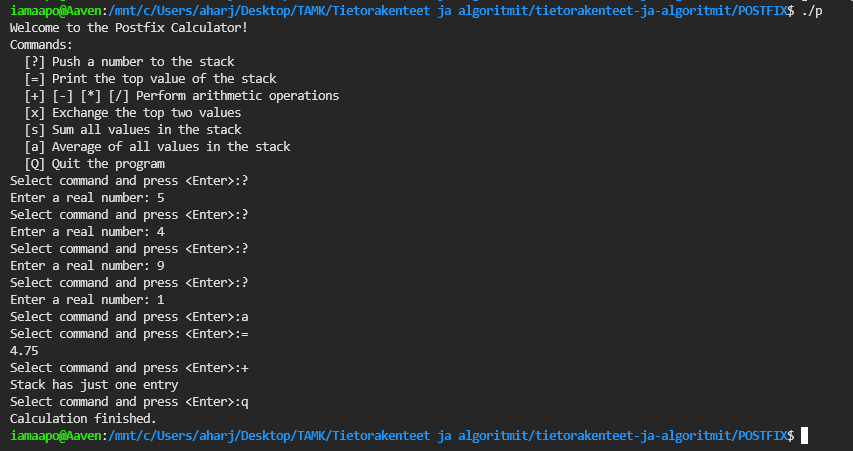 iamaapo@Aaven:/mnt/c/Users/aharj/Desktop/TAMK/Tietorakenteet ja algoritmit/tietorakenteet-ja-algoritmit/POSTFIX$ ./p
Welcome to the Postfix Calculator!
Commands:
  [?] Push a number to the stack
  [=] Print the top value of the stack
  [+] [-] [*] [/] Perform arithmetic operations
  [x] Exchange the top two values
  [s] Sum all values in the stack
  [a] Average of all values in the stack
  [Q] Quit the program
Select command and press <Enter>:?
Enter a real number: 5
Select command and press <Enter>:?
Enter a real number: 4
Select command and press <Enter>:?
Enter a real number: 9
Select command and press <Enter>:?
Enter a real number: 1
Select command and press <Enter>:a
Select command and press <Enter>:=
4.75
Select command and press <Enter>:+
Stack has just one entry
Select command and press <Enter>:q
Calculation finished.
iamaapo@Aaven:/mnt/c/Users/aharj/Desktop/TAMK/Tietorakenteet ja algoritmit/tietorakenteet-ja-algoritmit/POSTFIX$